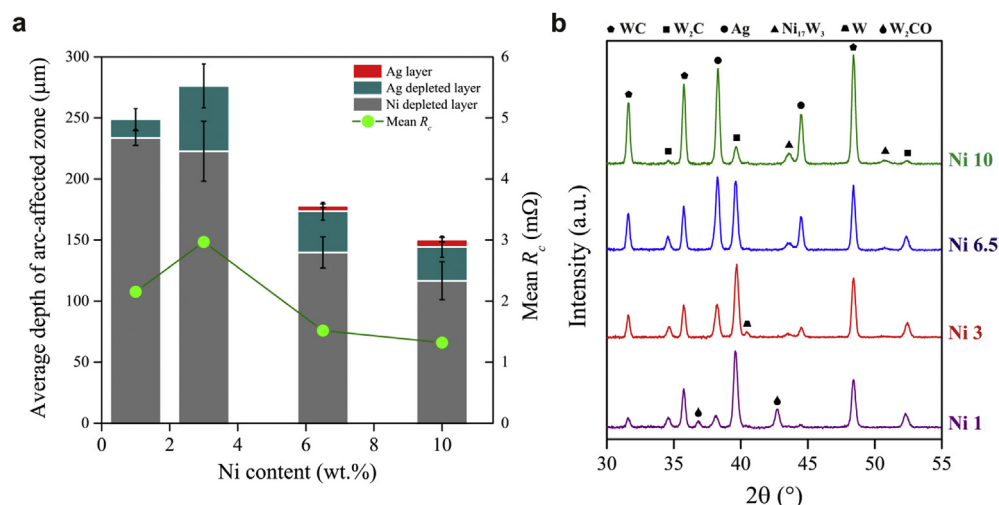 a
300
250
200
150
100
50
0
Average depth of arc-affected zone (μm)
Ag layer
Ag depleted layer
Ni depleted layer
Mean R_c
6
5
4
3
2
1
0
Mean R_c (mΩ)
0 2 4 6 8 10
Ni content (wt.%)
b
WC W₂C Ag Ni₁₇W₃ W W₂CO
Intensity (a.u.)
Ni 10
Ni 6.5
Ni 3
Ni 1
30 35 40 45 50 55
2θ (°)